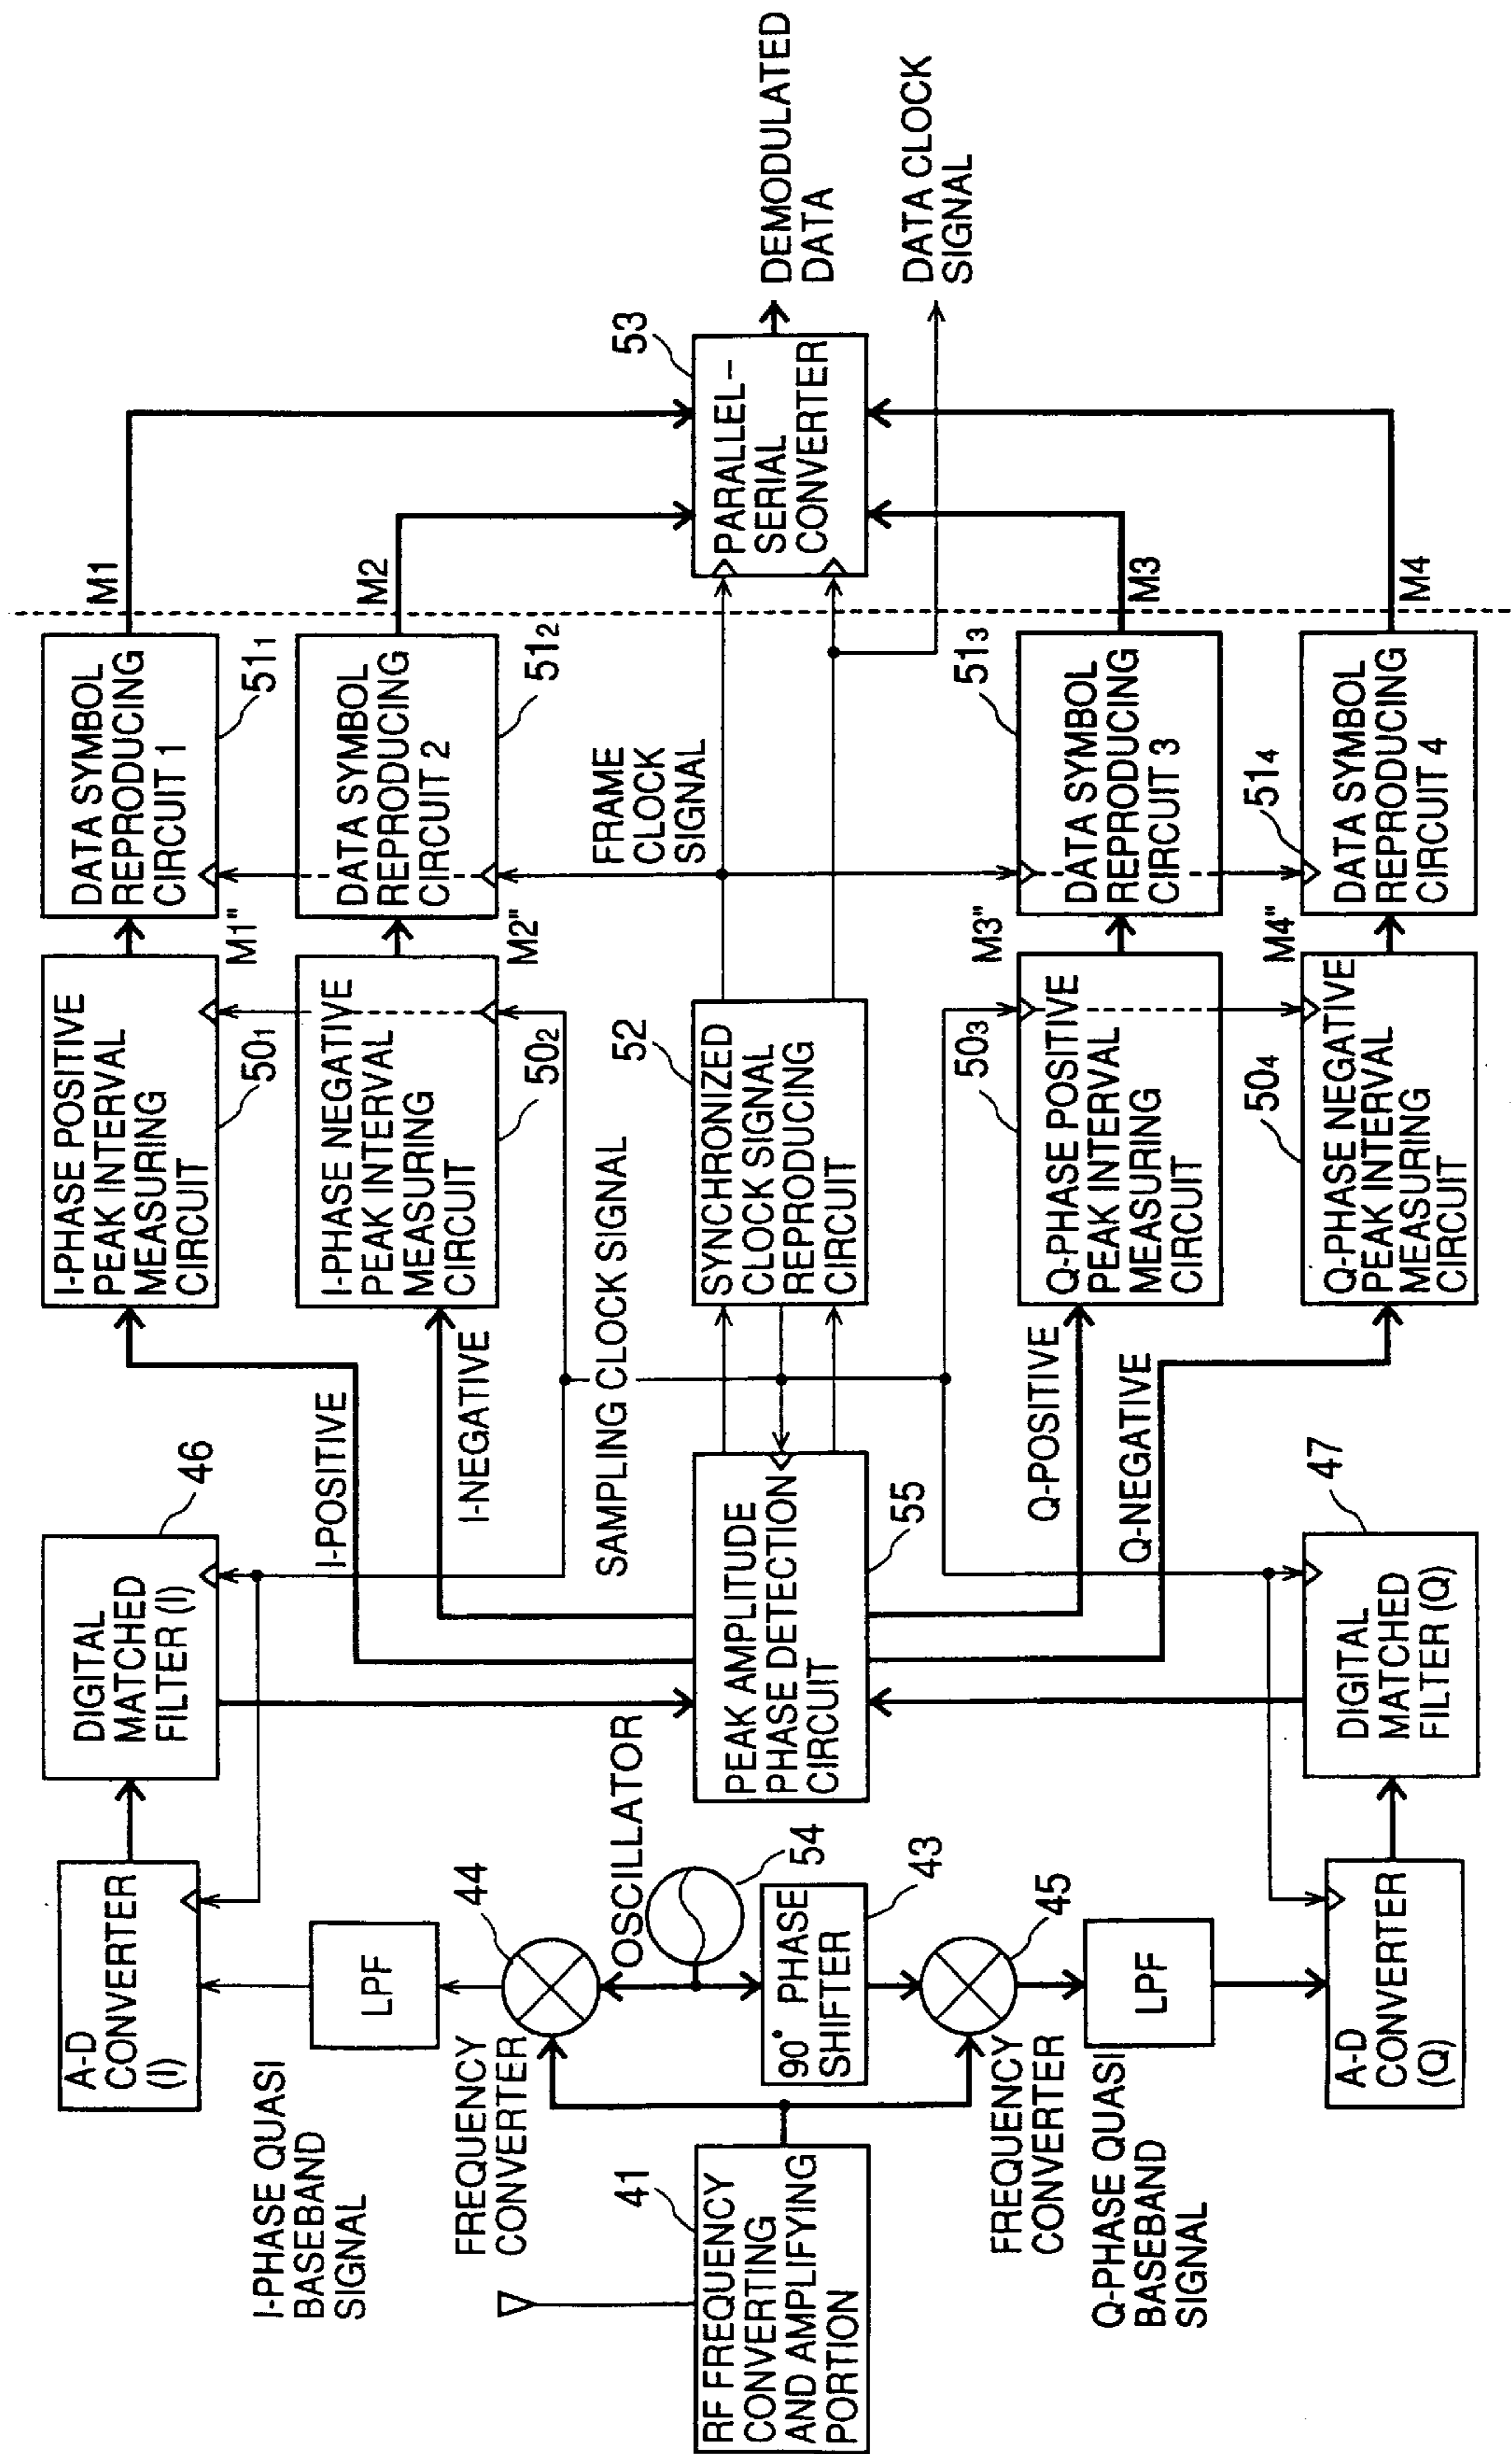 RF FREQUENCY
CONVERTING
AND AMPLIFYING
PORTION
41
I-PHASE QUASI
BASEBAND
SIGNAL
FREQUENCY
CONVERTER
44
LPF
A-D
CONVERTER
(I)
OSCILLATOR
54
90° PHASE
SHIFTER
43
FREQUENCY
CONVERTER
45
Q-PHASE QUASI
BASEBAND
SIGNAL
LPF
A-D
CONVERTER
(Q)
DIGITAL
MATCHED
FILTER (I)
46
DIGITAL
MATCHED
FILTER (Q)
47
PEAK AMPLITUDE
PHASE DETECTION
CIRCUIT
55
I-POSITIVE
I-NEGATIVE
SAMPLING CLOCK SIGNAL
Q-POSITIVE
Q-NEGATIVE
I-PHASE POSITIVE
PEAK INTERVAL
MEASURING
CIRCUIT
501
M1"
I-PHASE NEGATIVE
PEAK INTERVAL
MEASURING
CIRCUIT
502
M2"
SYNCHRONIZED
CLOCK SIGNAL
REPRODUCING
CIRCUIT
52
Q-PHASE POSITIVE
PEAK INTERVAL
MEASURING
CIRCUIT
503
M3"
Q-PHASE NEGATIVE
PEAK INTERVAL
MEASURING
CIRCUIT
504
M4"
DATA SYMBOL
REPRODUCING
CIRCUIT 1
511
M1
DATA SYMBOL
REPRODUCING
CIRCUIT 2
512
M2
FRAME
CLOCK
SIGNAL
DATA SYMBOL
REPRODUCING
CIRCUIT 3
513
M3
DATA SYMBOL
REPRODUCING
CIRCUIT 4
514
M4
PARALLEL–
SERIAL
CONVERTER
53
DEMODULATED
DATA
DATA CLOCK
SIGNAL